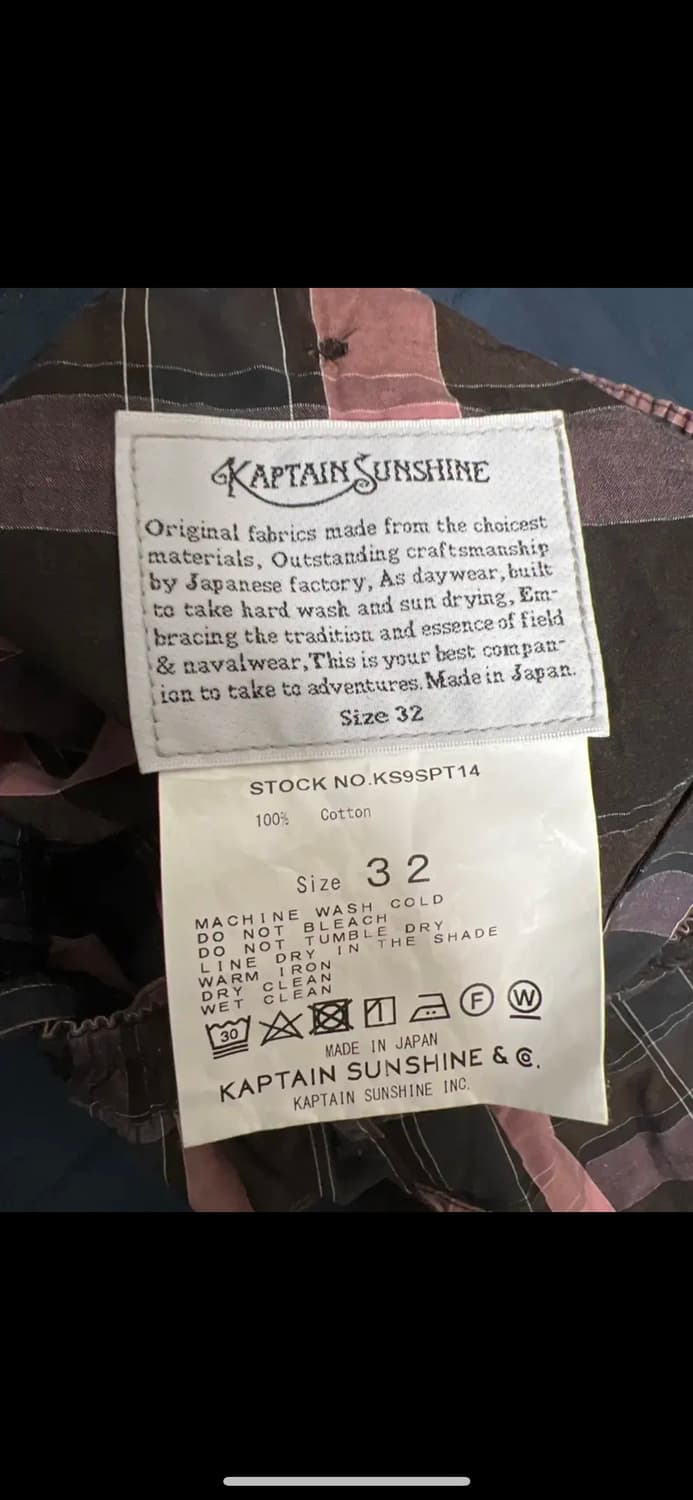 KAPTAIN SUNSHINE
Original fabrics made from the choicest
materials, Outstanding craftsmanship
by Japanese factory, As daywear, built
to take hard wash and sun drying, Em-
bracing the tradition and essence of field
& navalwear, This is your best compan-
ion to take to adventures. Made in Japan.
Size 32
STOCK NO.KS9SPT14
100% Cotton
Size 32
MACHINE WASH COLD
DO NOT BLEACH
DO NOT TUMBLE DRY
LINE DRY IN THE SHADE
WARM IRON
DRY CLEAN
WET CLEAN
30 F W
MADE IN JAPAN
KAPTAIN SUNSHINE & Co.
KAPTAIN SUNSHINE INC.